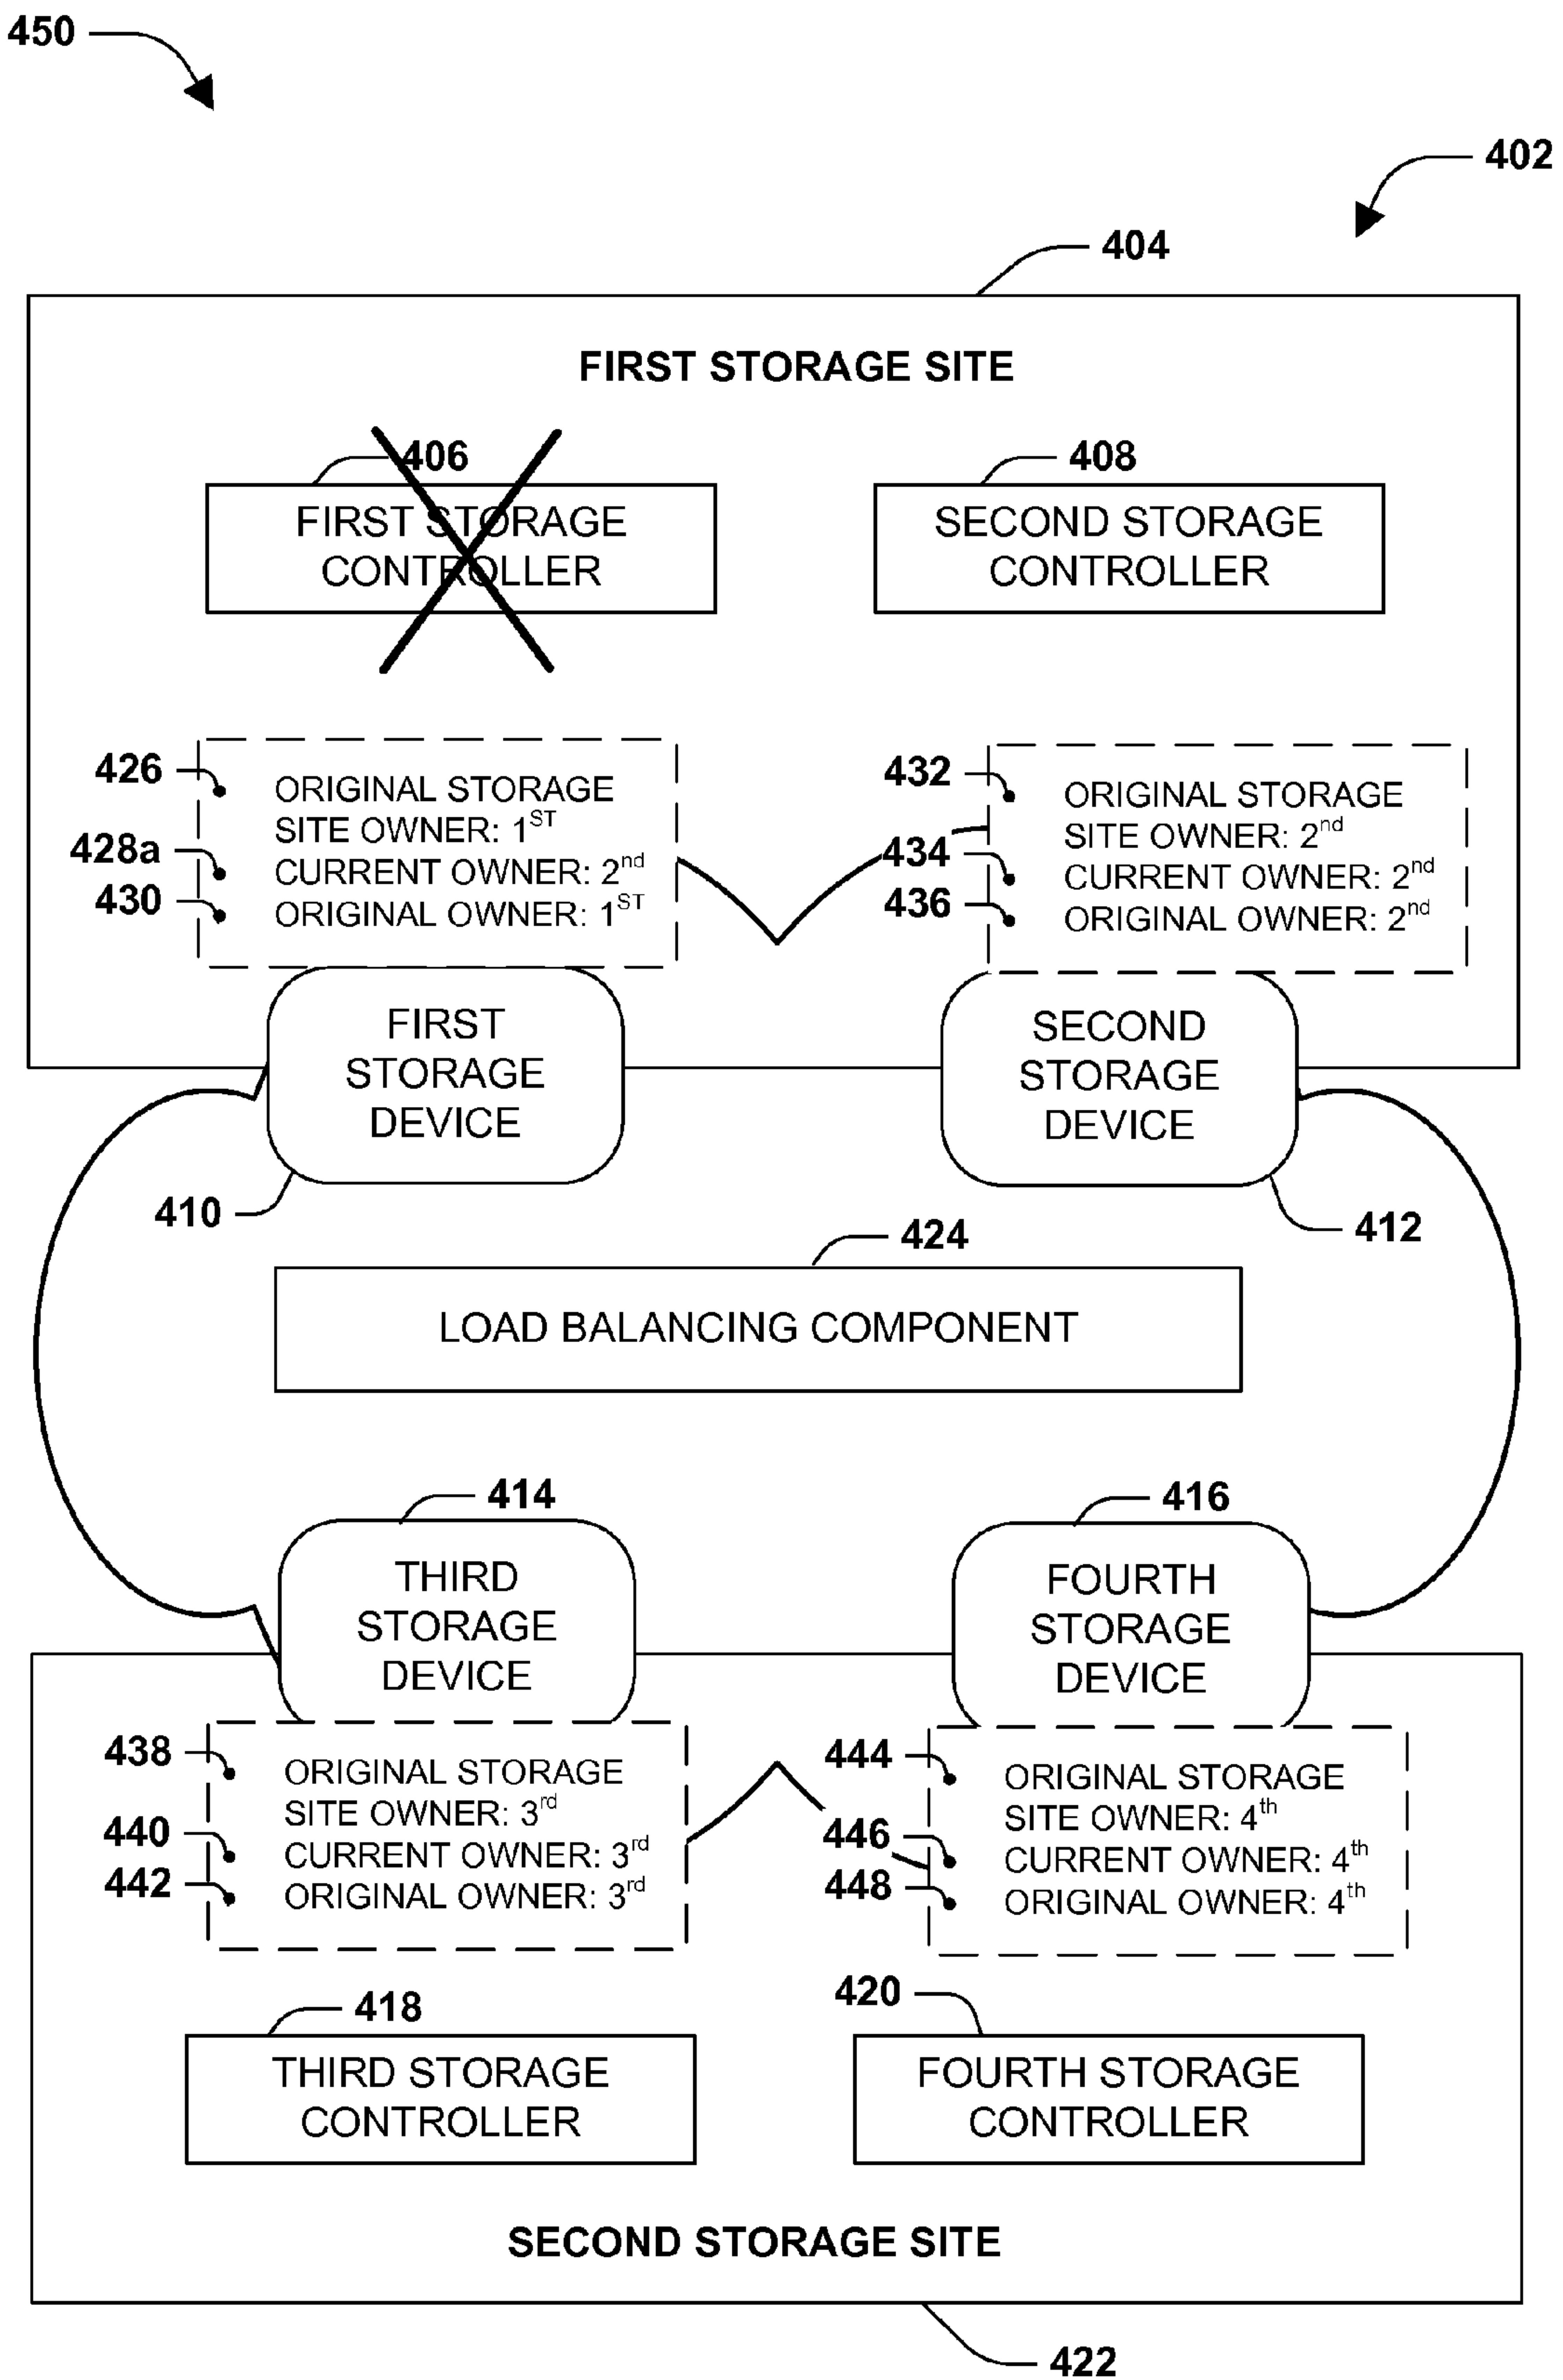 450
402
404
FIRST STORAGE SITE
406
FIRST STORAGE
CONTROLLER
408
SECOND STORAGE
CONTROLLER
426
428a
430
ORIGINAL STORAGE
SITE OWNER: 1ST
CURRENT OWNER: 2nd
ORIGINAL OWNER: 1ST
432
434
436
ORIGINAL STORAGE
SITE OWNER: 2nd
CURRENT OWNER: 2nd
ORIGINAL OWNER: 2nd
FIRST
STORAGE
DEVICE
410
SECOND
STORAGE
DEVICE
412
424
LOAD BALANCING COMPONENT
414
THIRD
STORAGE
DEVICE
416
FOURTH
STORAGE
DEVICE
438
440
442
ORIGINAL STORAGE
SITE OWNER: 3rd
CURRENT OWNER: 3rd
ORIGINAL OWNER: 3rd
444
446
448
ORIGINAL STORAGE
SITE OWNER: 4th
CURRENT OWNER: 4th
ORIGINAL OWNER: 4th
418
THIRD STORAGE
CONTROLLER
420
FOURTH STORAGE
CONTROLLER
SECOND STORAGE SITE
422